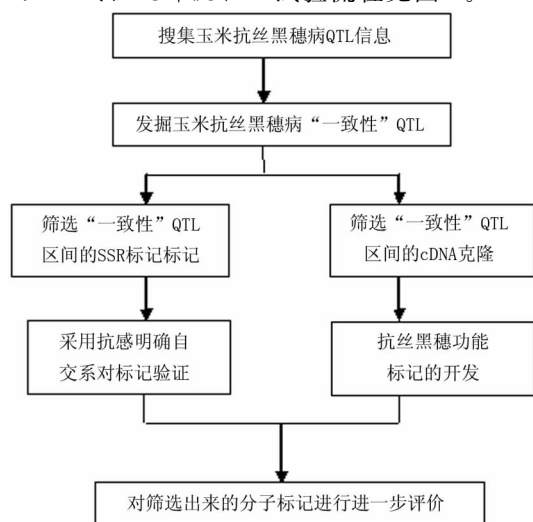 搜集玉米抗丝黑穗病QTL信息
发掘玉米抗丝黑穗病“一致性”QTL
筛选“一致性”QTL
区间的SSR标记标记
筛选“一致性”QTL
区间的cDNA克隆
采用抗感明确自
交系对标记验证
抗丝黑穗功能
标记的开发
对筛选出来的分子标记进行进一步评价